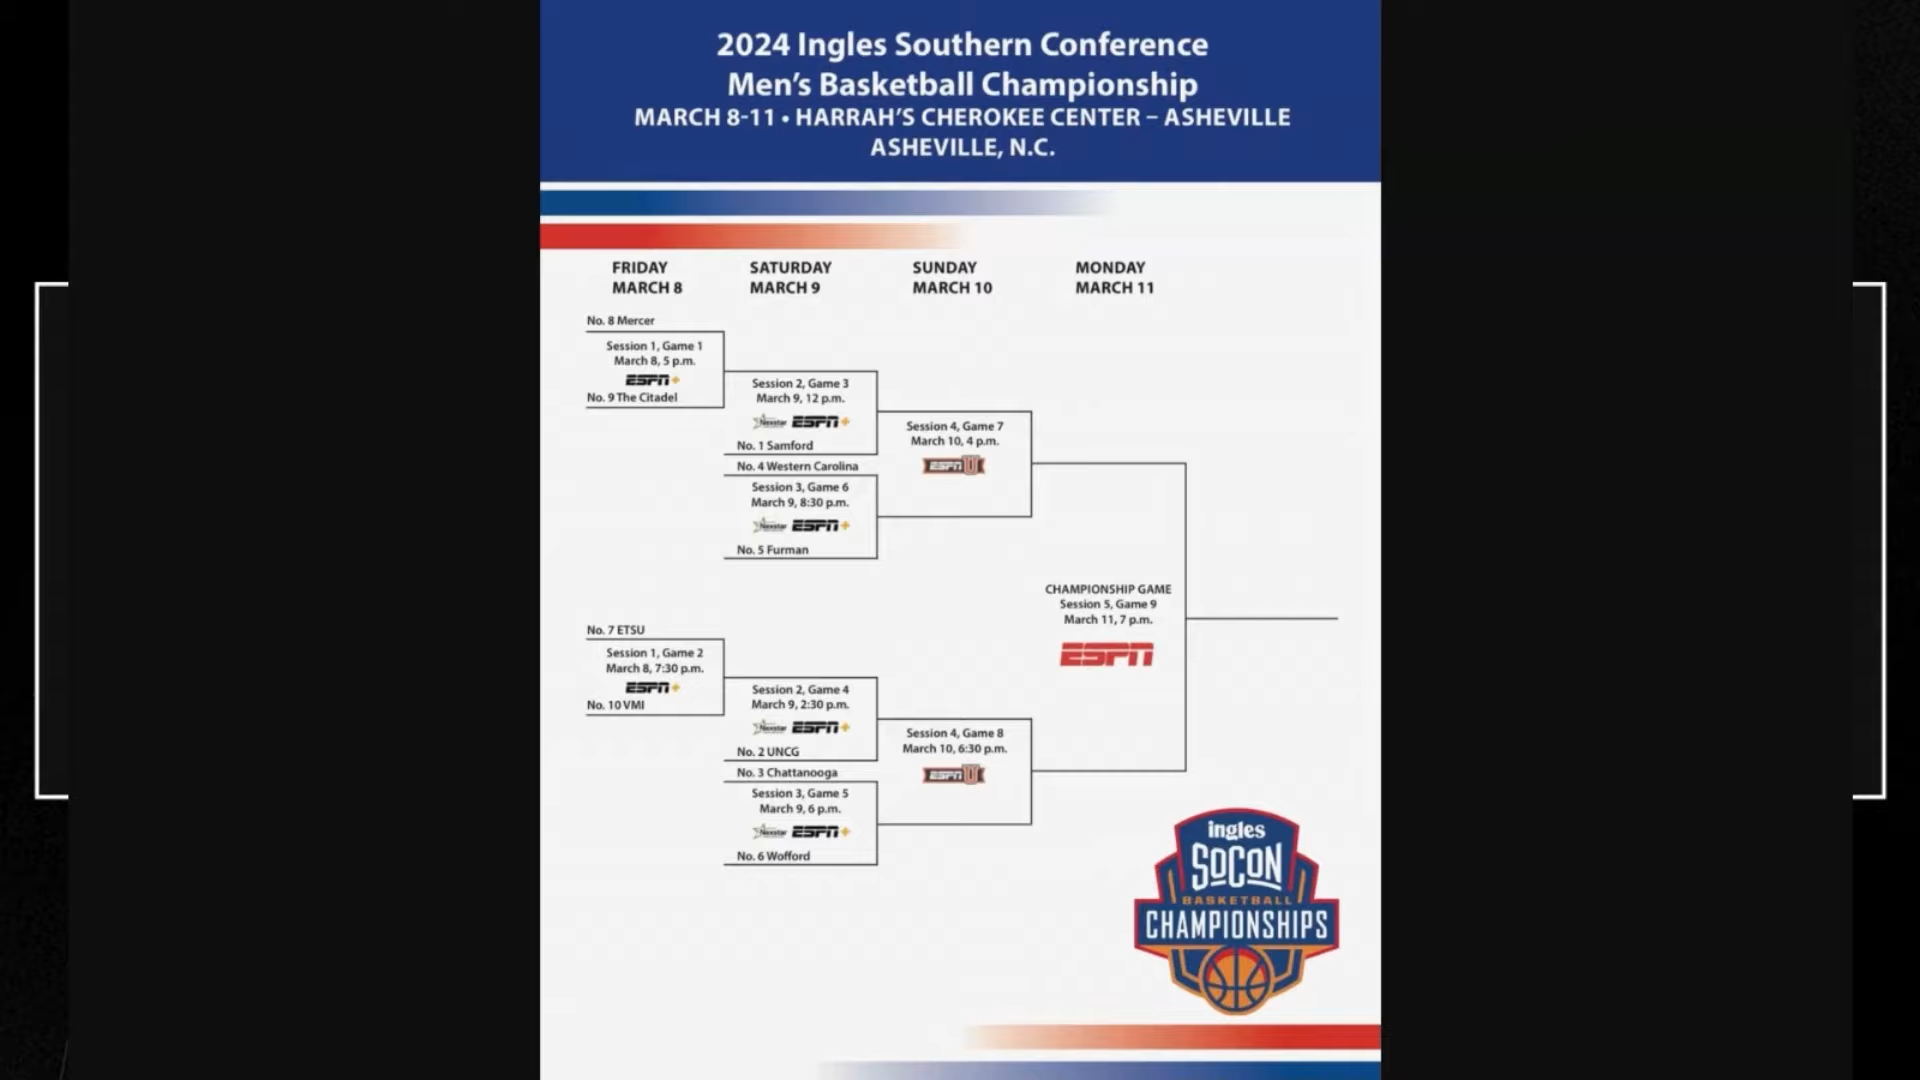 2024 Ingles Southern Conference
Men's Basketball Championship
MARCH 8-11 • HARRAH'S CHEROKEE CENTER – ASHEVILLE
ASHEVILLE, N.C.
FRIDAY
MARCH 8
SATURDAY
MARCH 9
SUNDAY
MARCH 10
MONDAY
MARCH 11
No. 8 Mercer
Session 1, Game 1
March 8, 5 p.m.
ESPN+
No. 9 The Citadel
Session 2, Game 3
March 9, 12 p.m.
Nexstar ESPN+
No. 1 Samford
No. 4 Western Carolina
Session 3, Game 6
March 9, 8:30 p.m.
Nexstar ESPN+
No. 5 Furman
Session 4, Game 7
March 10, 4 p.m.
ESPN U
CHAMPIONSHIP GAME
Session 5, Game 9
March 11, 7 p.m.
ESPN
No. 7 ETSU
Session 1, Game 2
March 8, 7:30 p.m.
ESPN+
No. 10 VMI
Session 2, Game 4
March 9, 2:30 p.m.
Nexstar ESPN+
No. 2 UNCG
No. 3 Chattanooga
Session 3, Game 5
March 9, 6 p.m.
Nexstar ESPN+
No. 6 Wofford
Session 4, Game 8
March 10, 6:30 p.m.
ESPN U
ingles
SOCON
BASKETBALL
CHAMPIONSHIPS